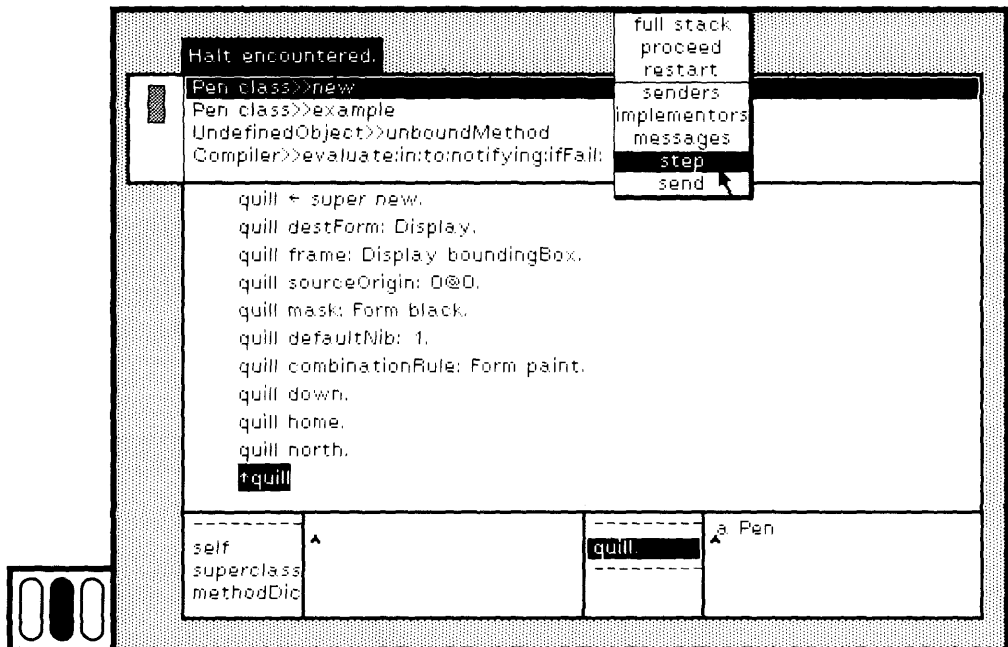 full stack
proceed
restart
senders
implementors
messages
step
send
Halt encountered.
Pen class>>new
Pen class>>example
UndefinedObject>>unboundMethod
Compiler>>evaluate:in:to:notifying:ifFail:
quill ← super new.
quill destForm: Display.
quill frame: Display boundingBox.
quill sourceOrigin: 0@0.
quill mask: Form black.
quill defaultNib: 1.
quill combinationRule: Form paint.
quill down.
quill home.
quill north.
↑quill
self
superclass
methodDic
quill
a Pen